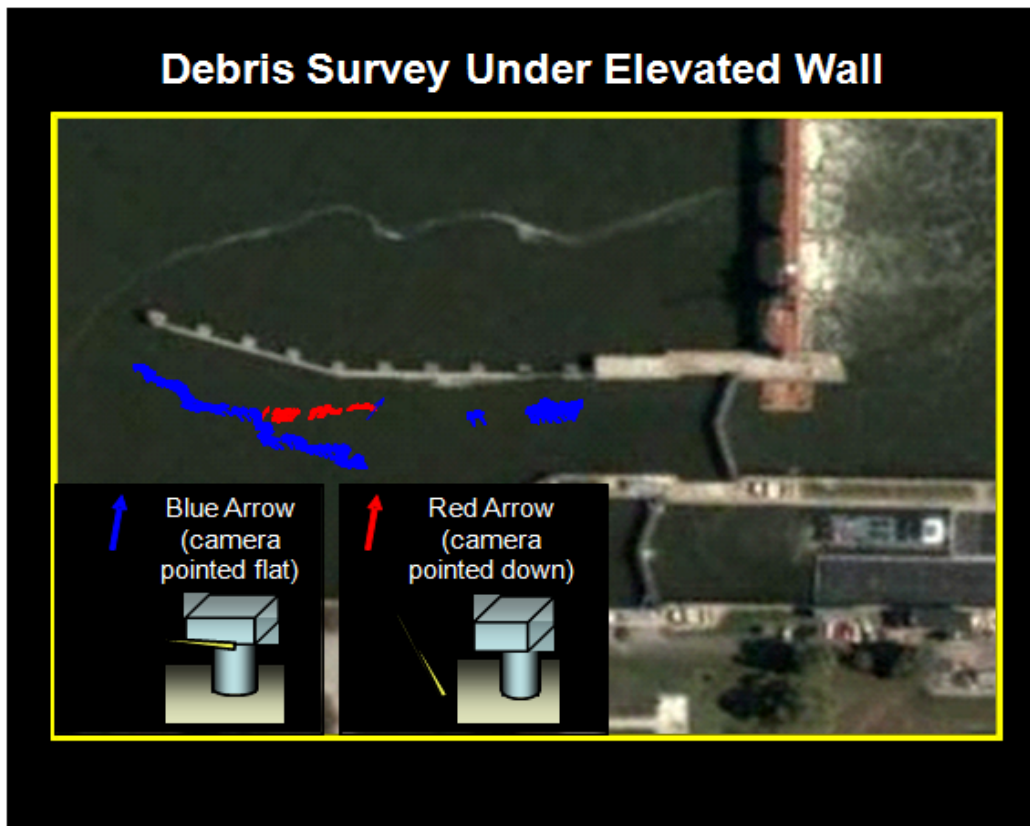 Debris Survey Under Elevated Wall
Blue Arrow
(camera
pointed flat)
Red Arrow
(camera
pointed down)